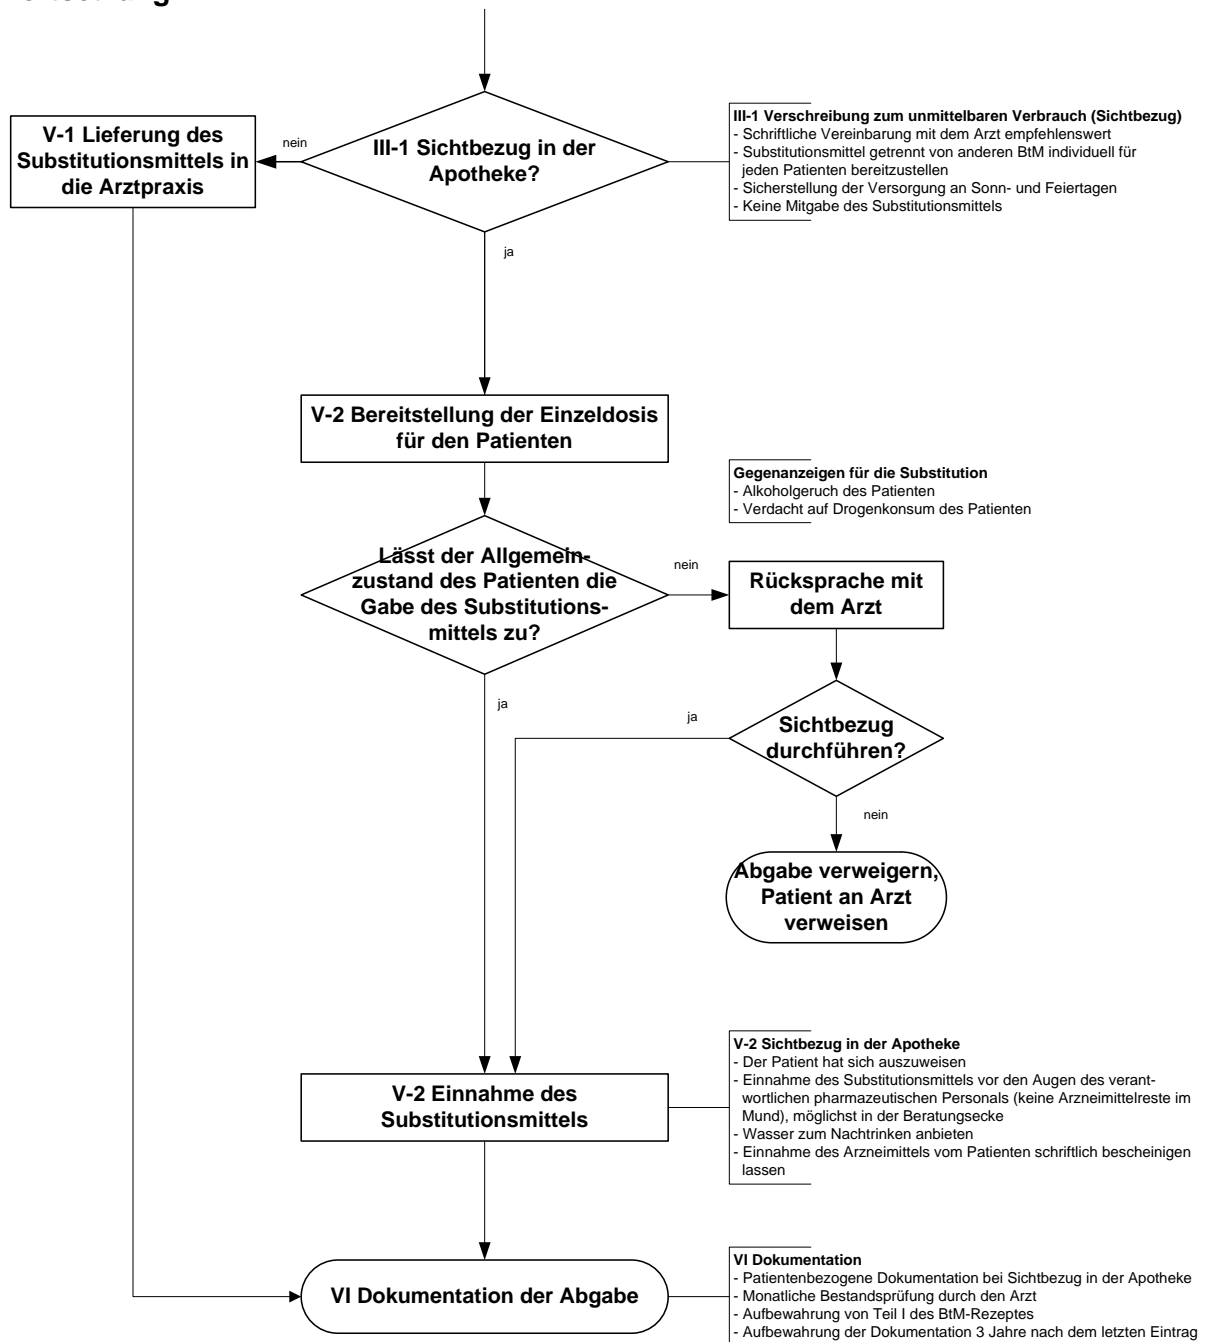 III-1 Verschreibung zum unmittelbaren Verbrauch (Sichtbezug)
- Schriftliche Vereinbarung mit dem Arzt empfehlenswert
- Substitutionsmittel getrennt von anderen BtM individuell für
jeden Patienten bereitzustellen
- Sicherstellung der Versorgung an Sonn- und Feiertagen
- Keine Mitgabe des Substitutionsmittels
V-1 Lieferung des
Substitutionsmittels in
die Arztpraxis
nein
III-1 Sichtbezug in der
Apotheke?
ja
V-2 Bereitstellung der Einzeldosis
für den Patienten
Gegenanzeigen für die Substitution
- Alkoholgeruch des Patienten
- Verdacht auf Drogenkonsum des Patienten
Lässt der Allgemein-
zustand des Patienten die
Gabe des Substitutions-
mittels zu?
nein
Rücksprache mit
dem Arzt
ja
ja
Sichtbezug
durchführen?
nein
Abgabe verweigern,
Patient an Arzt
verweisen
V-2 Einnahme des
Substitutionsmittels
V-2 Sichtbezug in der Apotheke
- Der Patient hat sich auszuweisen
- Einnahme des Substitutionsmittels vor den Augen des verant-
wortlichen pharmazeutischen Personals (keine Arzneimittelreste im
Mund), möglichst in der Beratungsecke
- Wasser zum Nachtrinken anbieten
- Einnahme des Arzneimittels vom Patienten schriftlich bescheinigen
lassen
VI Dokumentation der Abgabe
VI Dokumentation
- Patientenbezogene Dokumentation bei Sichtbezug in der Apotheke
- Monatliche Bestandsprüfung durch den Arzt
- Aufbewahrung von Teil I des BtM-Rezeptes
- Aufbewahrung der Dokumentation 3 Jahre nach dem letzten Eintrag